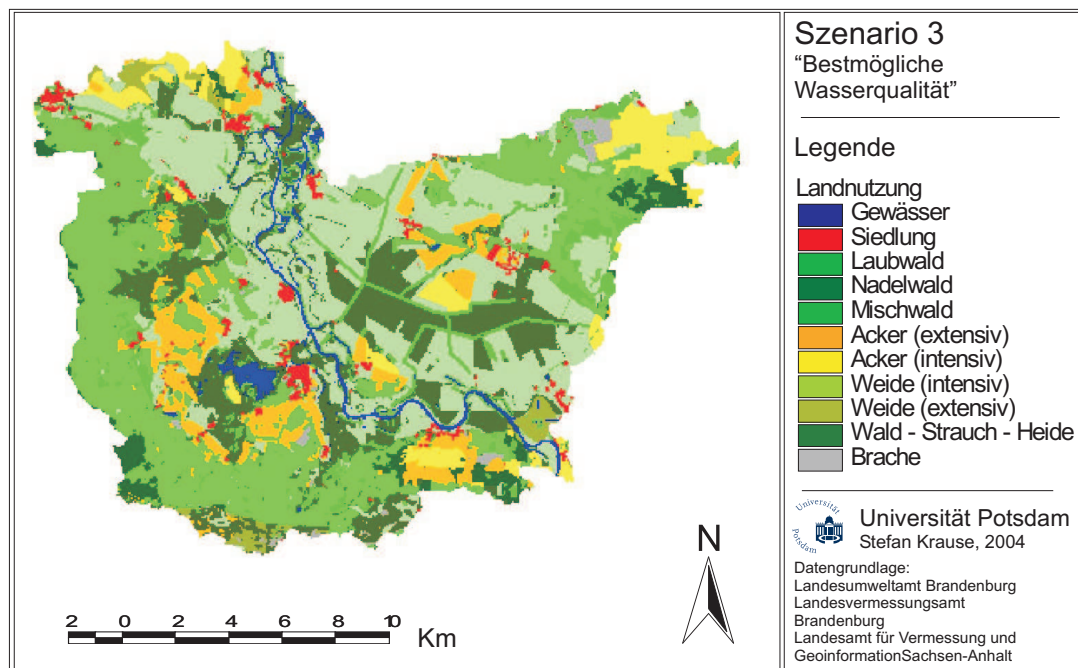 Szenario 3
“Bestmögliche
Wasserqualität”
Legende
Landnutzung
Gewässer
Siedlung
Laubwald
Nadelwald
Mischwald
Acker (extensiv)
Acker (intensiv)
Weide (intensiv)
Weide (extensiv)
Wald - Strauch - Heide
Brache
Universität
Potsdam
Universität Potsdam
Stefan Krause, 2004
Datengrundlage:
Landesumweltamt Brandenburg
Landesvermessungsamt
Brandenburg
Landesamt für Vermessung und
GeoinformationSachsen-Anhalt
N
2 0 2 4 6 8 10
Km